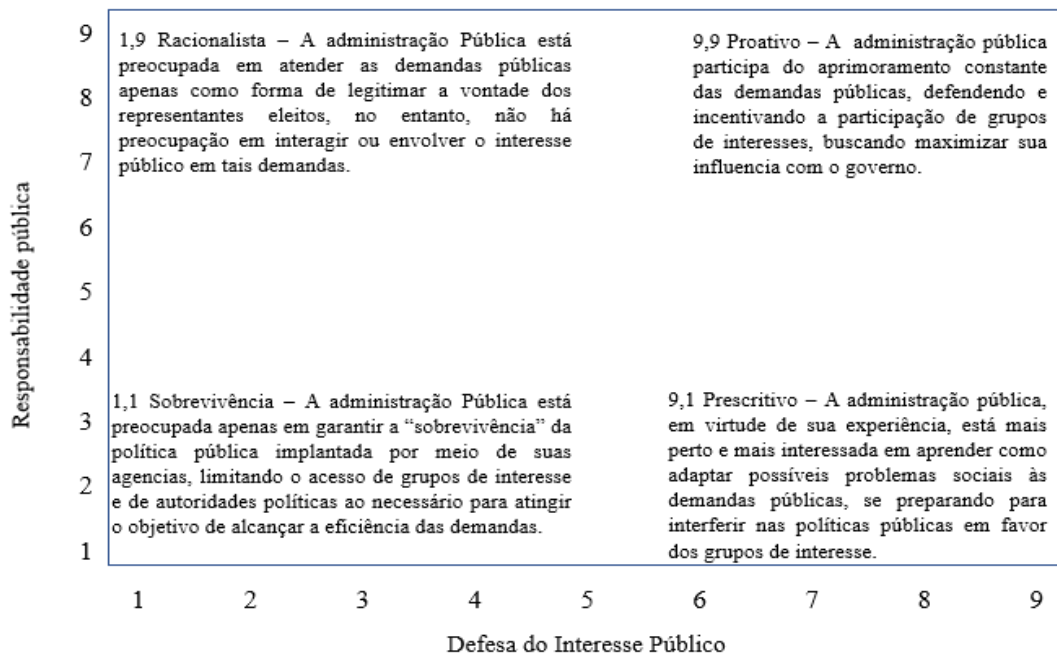 9
8
7
6
5
4
3
2
1
Responsabilidade pública
1,9 Racionalista – A administração Pública está
preocupada em atender as demandas públicas
apenas como forma de legitimar a vontade dos
representantes eleitos, no entanto, não há
preocupação em interagir ou envolver o interesse
público em tais demandas.
9,9 Proativo – A administração pública
participa do aprimoramento constante
das demandas públicas, defendendo e
incentivando a participação de grupos
de interesses, buscando maximizar sua
influencia com o governo.
1,1 Sobrevivência – A administração Pública está
preocupada apenas em garantir a “sobrevivência” da
política pública implantada por meio de suas
agencias, limitando o acesso de grupos de interesse
e de autoridades políticas ao necessário para atingir
o objetivo de alcançar a eficiência das demandas.
9,1 Prescritivo – A administração pública,
em virtude de sua experiência, está mais
perto e mais interessada em aprender como
adaptar possíveis problemas sociais às
demandas públicas, se preparando para
interferir nas políticas públicas em favor
dos grupos de interesse.
1 2 3 4 5 6 7 8 9
Defesa do Interesse Público